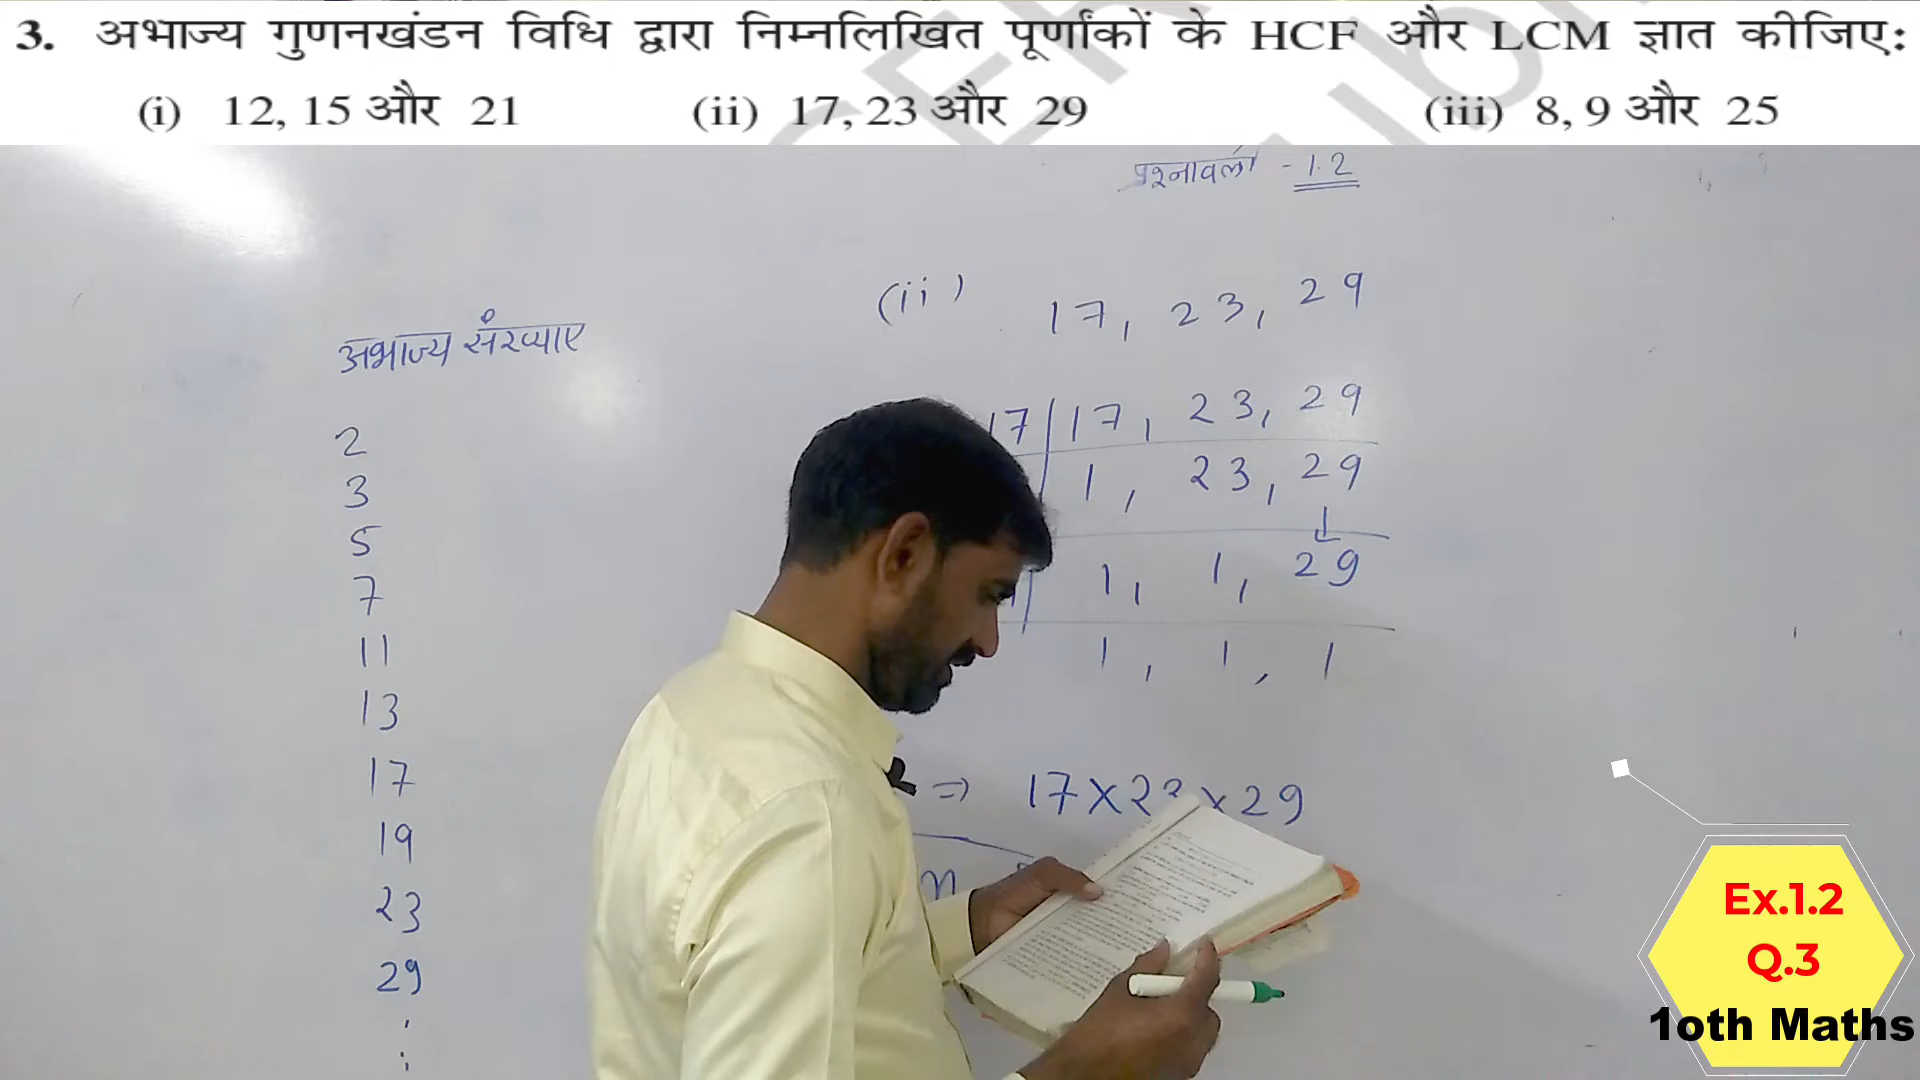 3. अभाज्य गुणनखंडन विधि द्वारा निम्नलिखित पूर्णांकों के HCF और LCM ज्ञात कीजिए:
(i) 12, 15 और 21 (ii) 17, 23 और 29 (iii) 8, 9 और 25
प्रश्नावली - 1.2
(ii) 17, 23, 29
अभाज्य संख्याए
2
3
5
7
11
13
17
19
23
29
17 | 17, 23, 29
1, 23, 29
1, 1, 29
1, 1, 1
=> 17 × 23 × 29
Ex.1.2
Q.3
1oth Maths